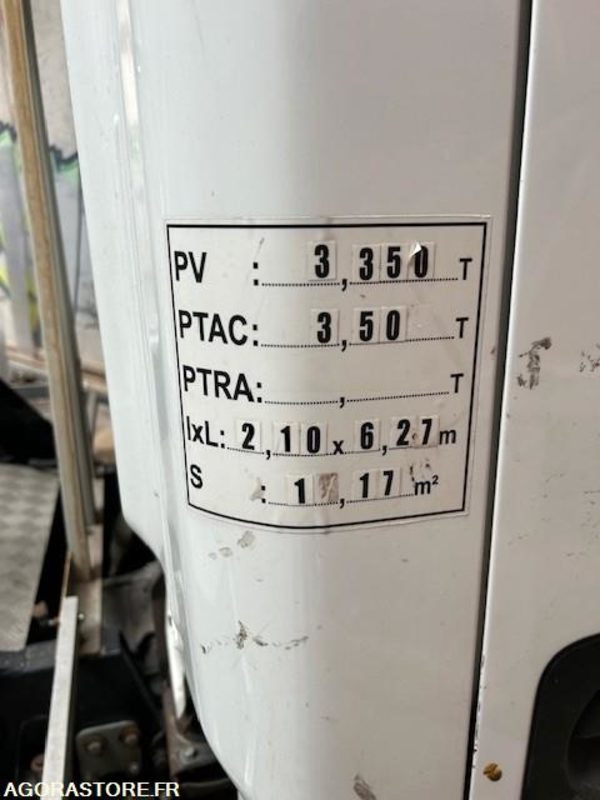 PV : 3,350 T
PTAC: 3,50 T
PTRA: , T
lxL: 2,10 x 6,27 m
S : 1 ,17 m²
AGORASTORE.FR